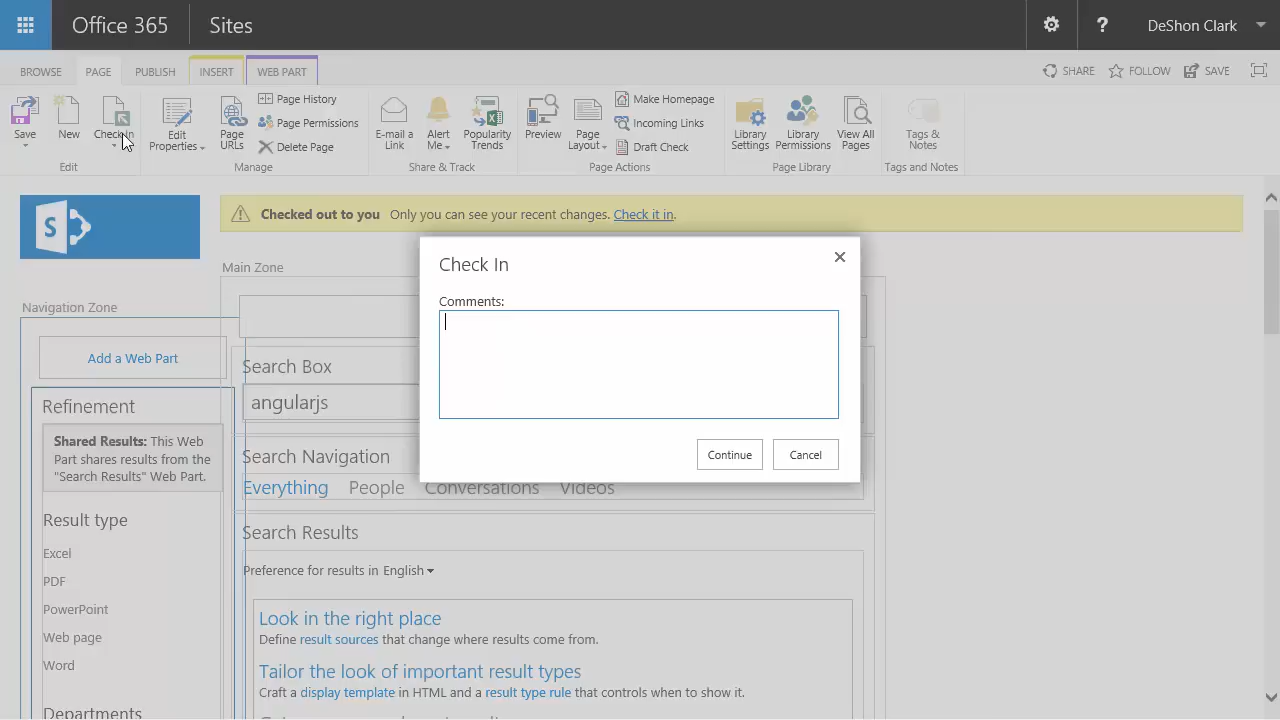 Office 365
Sites
?
DeShon Clark
BROWSE
PAGE
PUBLISH
INSERT
WEB PART
SHARE
FOLLOW
SAVE
Save
New
Check In
Edit
Edit
Properties
Page
URLs
Page History
Page Permissions
Delete Page
Manage
E-mail a
Link
Alert
Me
Popularity
Trends
Share & Track
Preview
Page
Layout
Make Homepage
Incoming Links
Draft Check
Page Actions
Library
Settings
Library
Permissions
View All
Pages
Page Library
Tags &
Notes
Tags and Notes
S
Checked out to you Only you can see your recent changes. Check it in.
Main Zone
Navigation Zone
Add a Web Part
Refinement
Shared Results: This Web
Part shares results from the
"Search Results" Web Part.
Result type
Excel
PDF
PowerPoint
Web page
Word
Departments
Check In
Comments:
Continue
Cancel
Search Box
angularjs
Search Navigation
Everything People Conversations Videos
Search Results
Preference for results in English
Look in the right place
Define result sources that change where results come from.
Tailor the look of important result types
Craft a display template in HTML and a result type rule that controls when to show it.